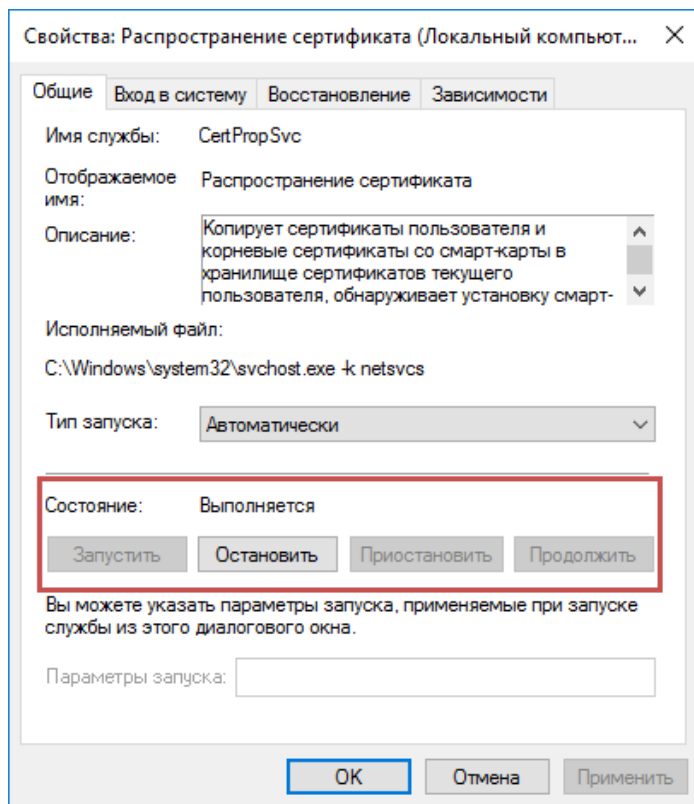 Свойства: Распространение сертификата (Локальный компьют...
Общие
Вход в систему
Восстановление
Зависимости
Имя службы: CertPropSvc
Отображаемое имя: Распространение сертификата
Описание: Копирует сертификаты пользователя и
корневые сертификаты со смарт-карты в
хранилище сертификатов текущего
пользователя, обнаруживает установку смарт-
Исполняемый файл:
C:\Windows\system32\svchost.exe -k netsvcs
Тип запуска: Автоматически
Состояние: Выполняется
Запустить
Остановить
Приостановить
Продолжить
Вы можете указать параметры запуска, применяемые при запуске
службы из этого диалогового окна.
Параметры запуска:
OK
Отмена
Применить